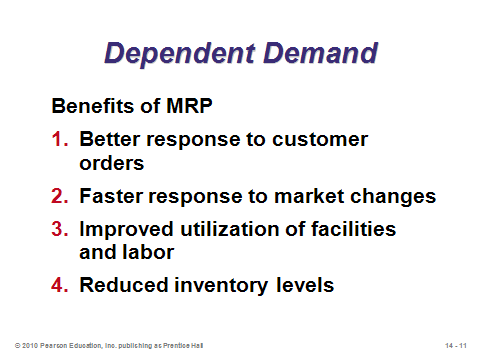 Dependent Demand
Benefits of MRP
1. Better response to customer
orders
2. Faster response to market changes
3. Improved utilization of facilities
and labor
4. Reduced inventory levels
© 2010 Pearson Education, Inc. publishing as Prentice Hall
14 - 11